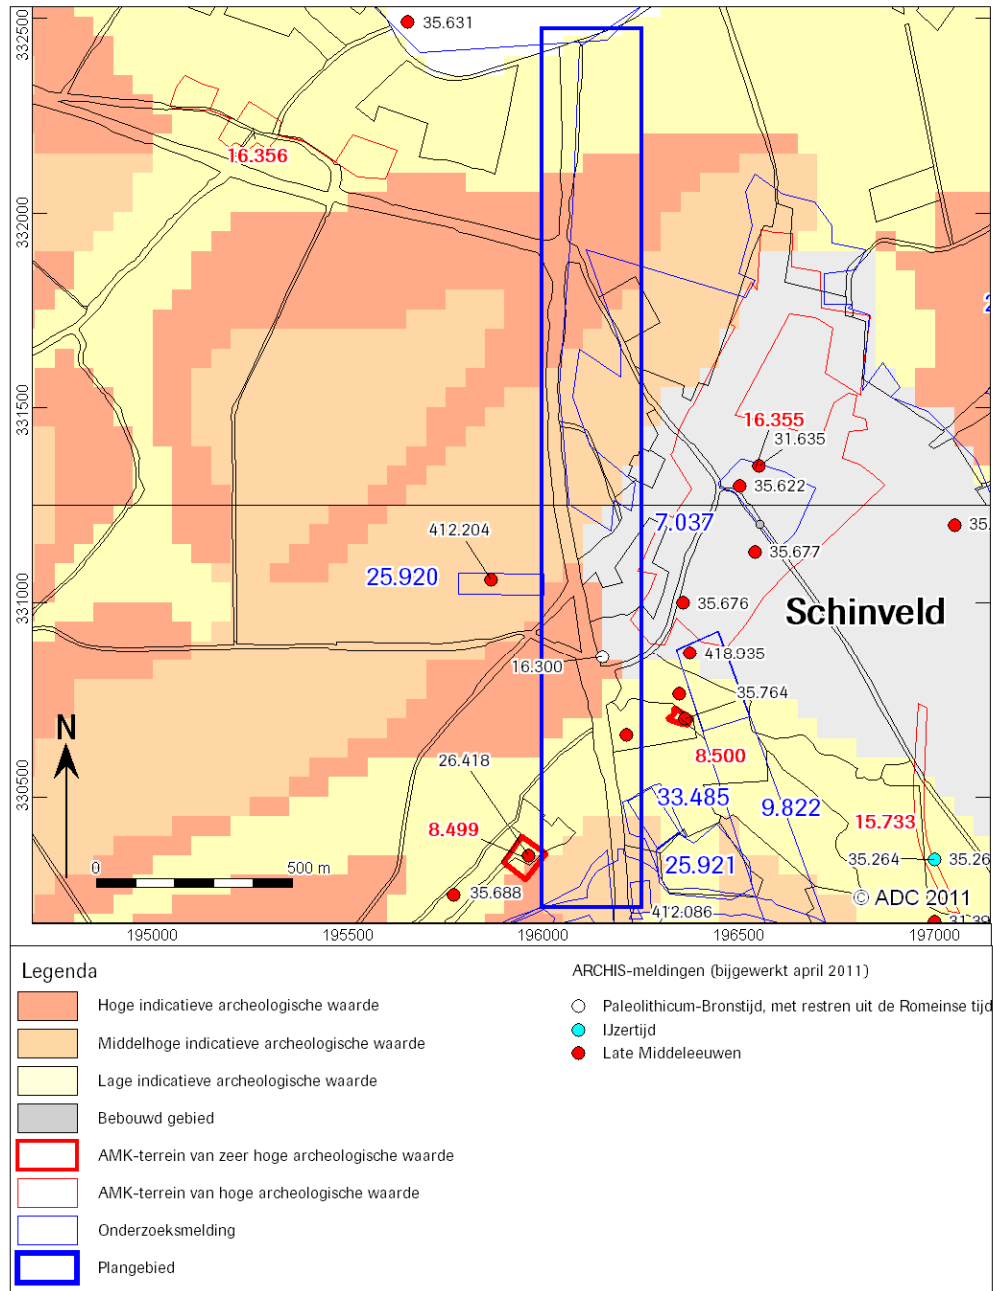 332500
332000
331500
331000
330500
35.631
16.356
16.355
31.635
35.622
7.037
412.204
25.920
35.677
35.676
Schinveld
418.935
16.300
35.764
N
26.418
8.500
33.485
9.822
8.499
15.733
0
500 m
25.921
35.264
35.688
© ADC 2011
412.086
195000
195500
196000
196500
197000
Legenda
Hoge indicatieve archeologische waarde
Middelhoge indicatieve archeologische waarde
Lage indicatieve archeologische waarde
Bebouwd gebied
AMK-terrein van zeer hoge archeologische waarde
AMK-terrein van hoge archeologische waarde
Onderzoeksmelding
Plangebied
ARCHIS-meldingen (bijgewerkt april 2011)
Paleolithicum-Bronstijd, met restren uit de Romeinse tijd
IJzertijd
Late Middeleeuwen